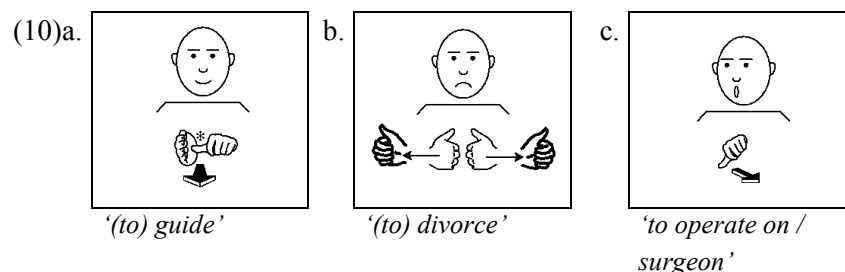 (10)a. b. c.
‘(to) guide’ ‘(to) divorce’ ‘to operate on /
surgeon’